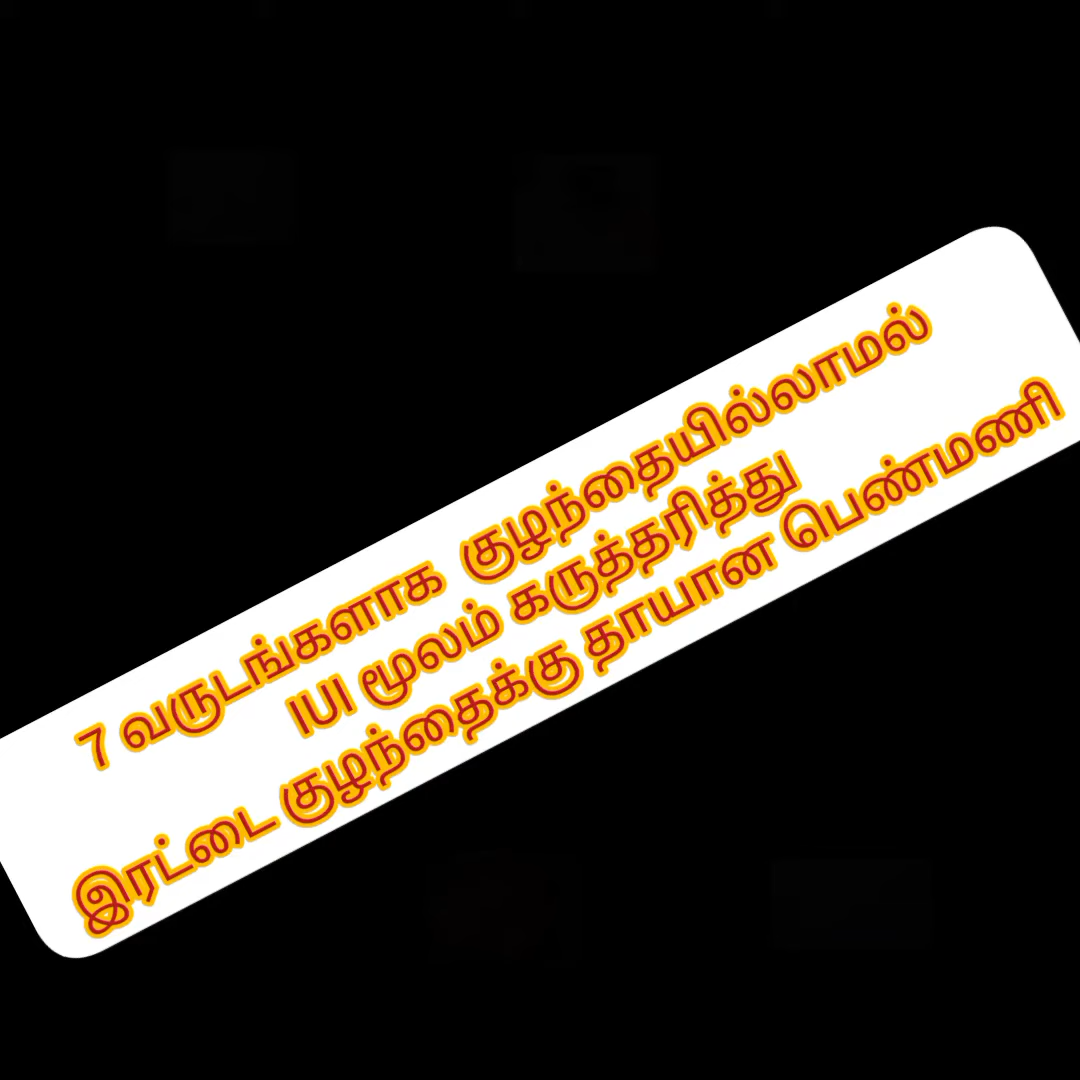 7 வருடங்களாக குழந்தையில்லாமல்
IUI மூலம் கருத்தரித்து
இரட்டை குழந்தைக்கு தாயான பெண்மணி